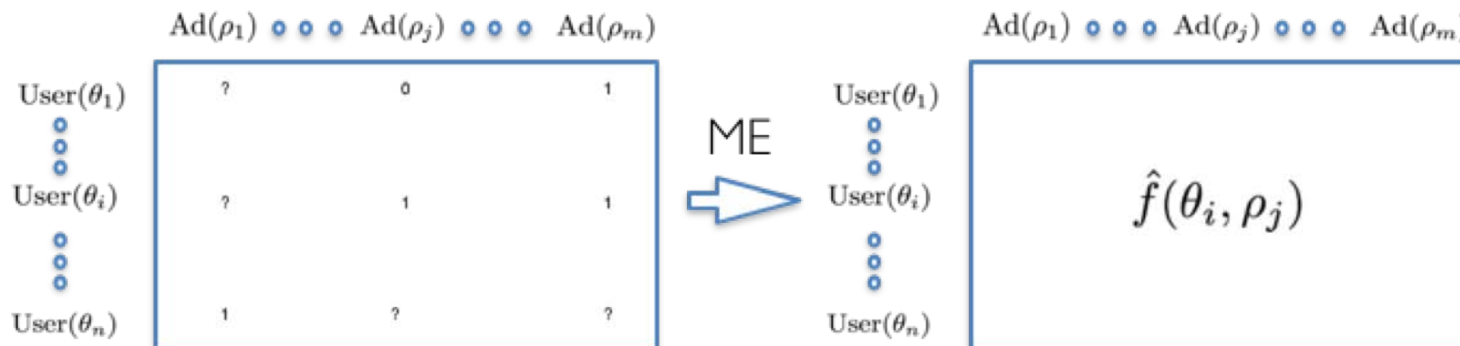 Ad(ρ₁) Ad(ρⱼ) Ad(ρₘ) Ad(ρ₁) Ad(ρⱼ) Ad(ρₘ)
User(θ₁) ? 0 1 User(θ₁)
ME
User(θᵢ) ? 1 1 User(θᵢ) f̂(θᵢ, ρⱼ)
User(θₙ) 1 ? ? User(θₙ)